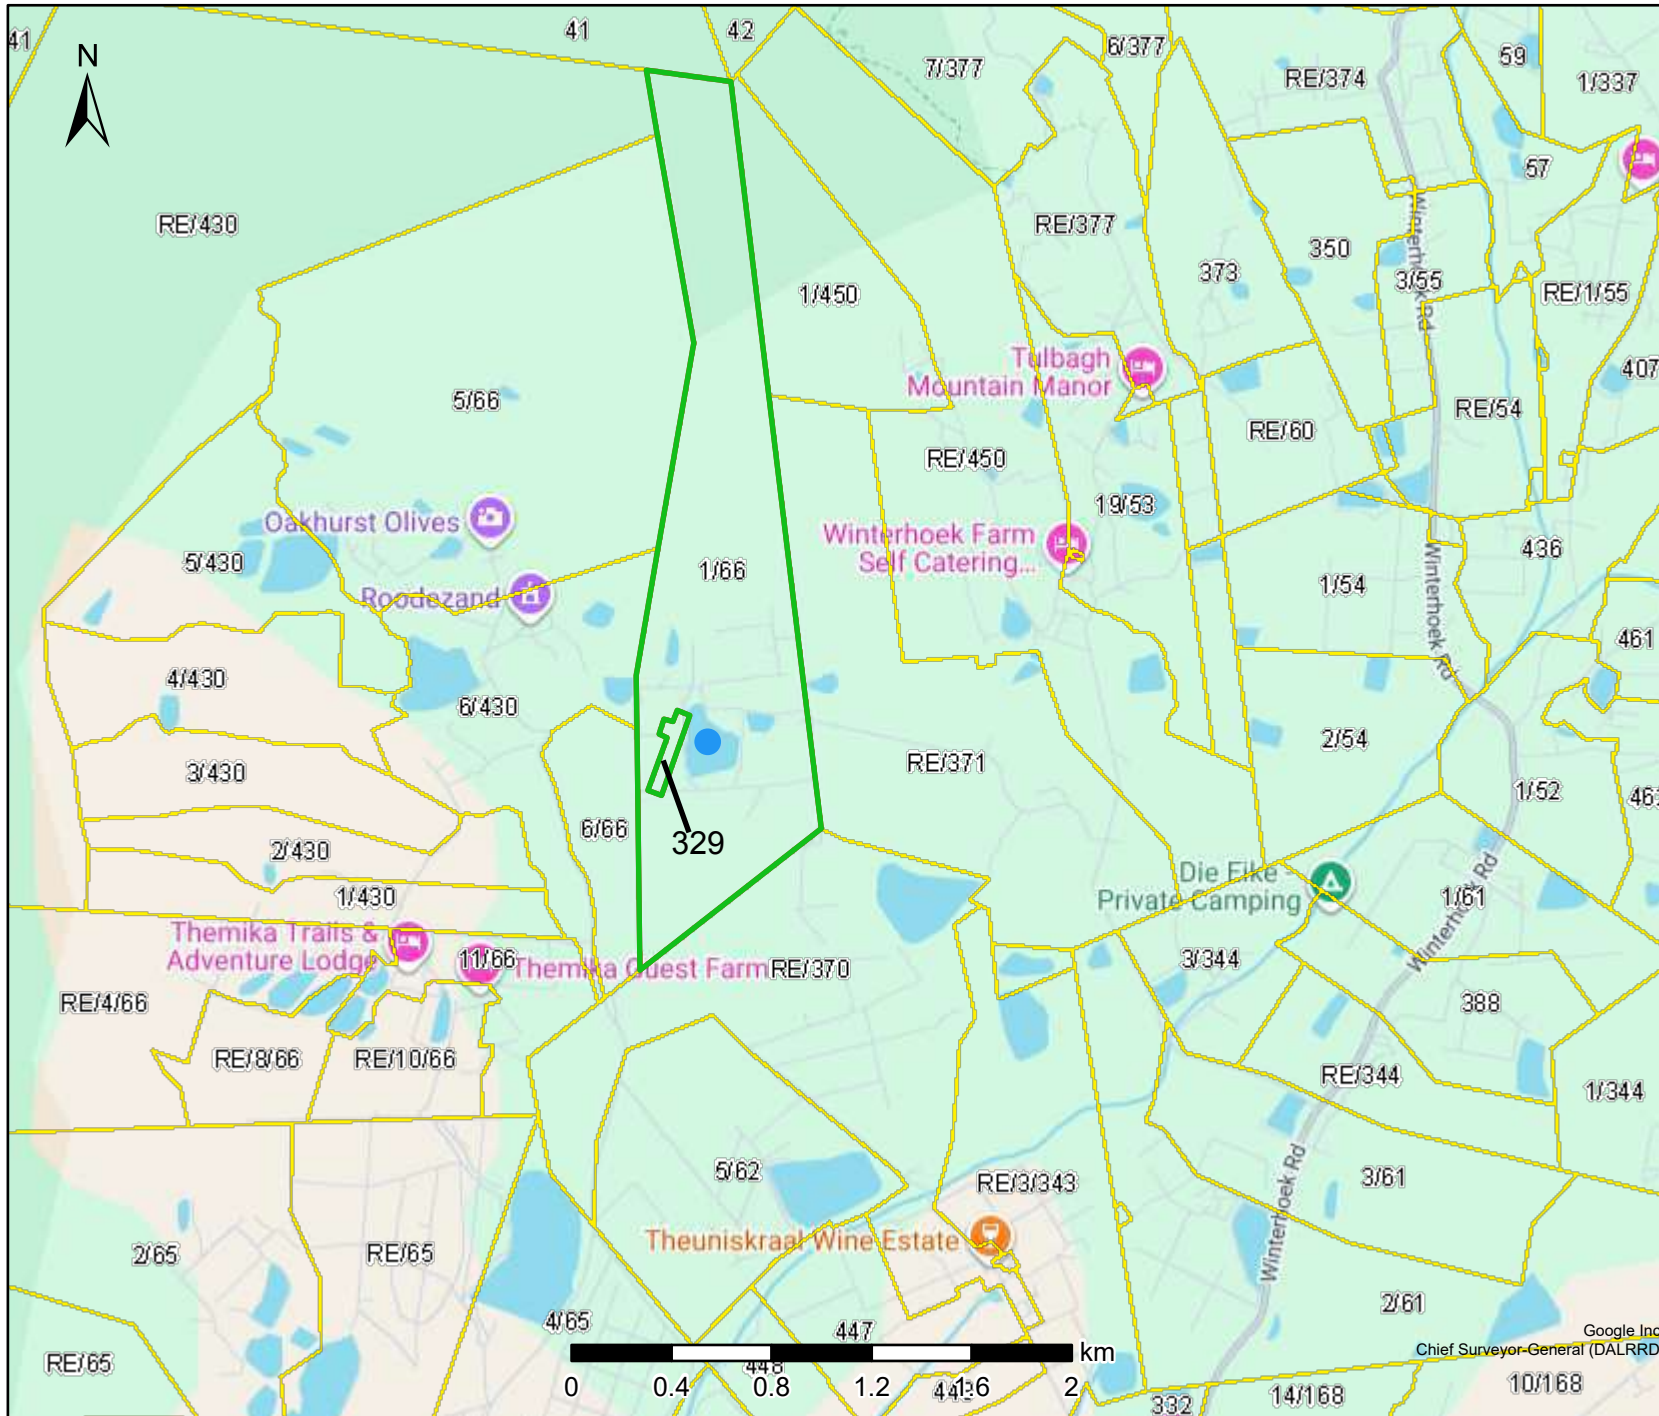 41
41
42
N
7/377
6/377
RE/374
59
1/337
57
RE/430
RE/377
373
350
3/55
Winterhoek Rd
RE/1/55
1/450
407
Tulbagh
Mountain Manor
5/66
RE/54
RE/60
RE/450
19/53
Oakhurst Olives
Winterhoek Farm
Self Catering...
436
5/430
1/66
1/54
Roodezand
Winterhoek Rd
461
4/430
6/430
2/54
RE/371
3/430
1/52
6/66
329
2/430
Die Eike -
Private Camping
1/61
1/430
Winterhoek Rd
Themika Trails &
Adventure Lodge
11/66
Themika Guest Farm
RE/370
3/344
RE/4/66
388
RE/8/66
RE/10/66
RE/344
1/344
5/62
RE/3/343
3/61
Winterhoek Rd
Theuniskraal Wine Estate
2/65
RE/65
2/61
4/65
447
Google Inc
Chief Surveyor-General (DALRRD
RE/65
km
448
0
0.4
0.8
1.2
1.6
2
332
14/168
10/168